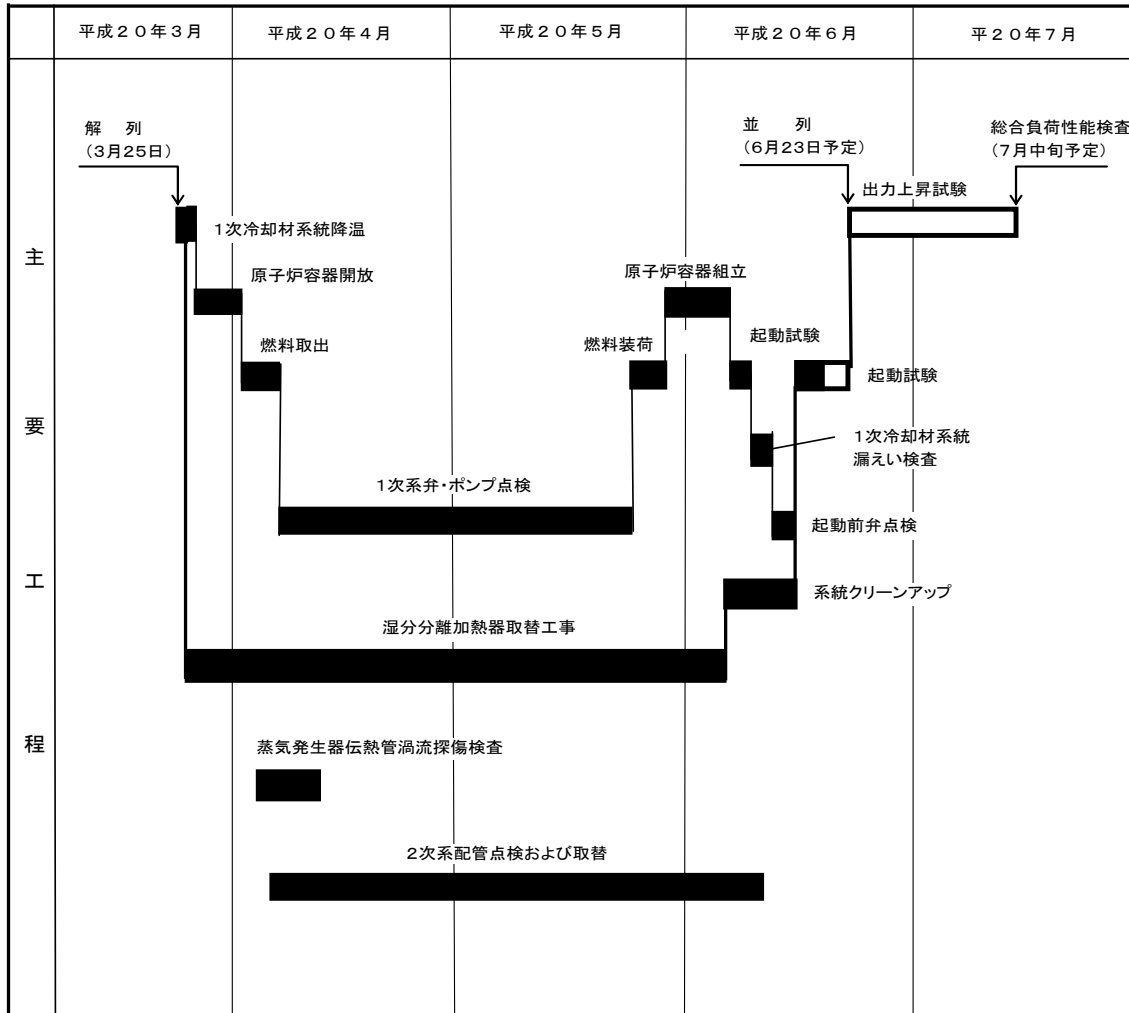 平成20年3月
平成20年4月
平成20年5月
平成20年6月
平20年7月
主要工程
解 列
(3月25日)
並 列
(6月23日予定)
総合負荷性能検査
(7月中旬予定)
出力上昇試験
1次冷却材系統降温
原子炉容器開放
原子炉容器組立
燃料取出
燃料装荷
起動試験
起動試験
1次冷却材系統
漏えい検査
1次系弁・ポンプ点検
起動前弁点検
系統クリーンアップ
湿分分離加熱器取替工事
蒸気発生器伝熱管渦流探傷検査
2次系配管点検および取替